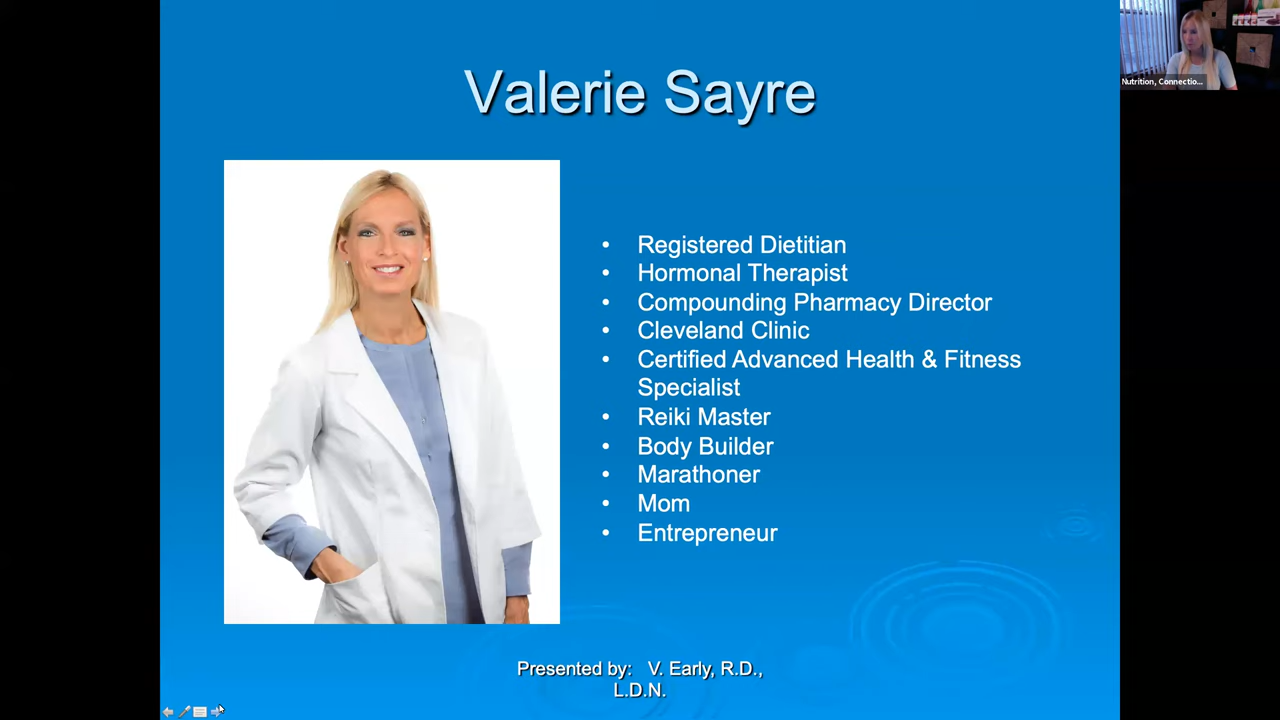 Valerie Sayre
Nutrition, Connectio...
• Registered Dietitian
• Hormonal Therapist
• Compounding Pharmacy Director
• Cleveland Clinic
• Certified Advanced Health & Fitness
Specialist
• Reiki Master
• Body Builder
• Marathoner
• Mom
• Entrepreneur
Presented by: V. Early, R.D.,
L.D.N.